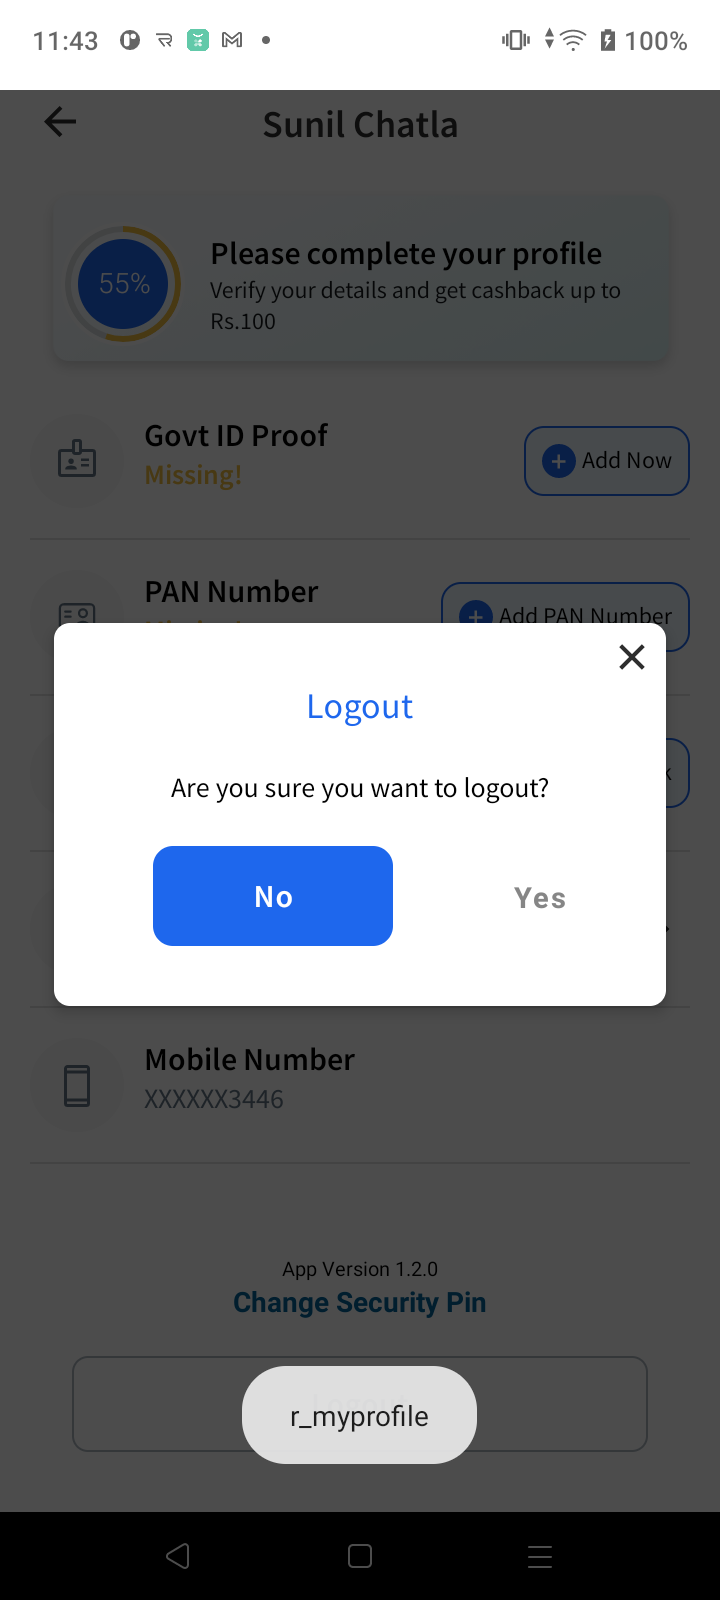 11:43
100%
Sunil Chatla
55%
Please complete your profile
Verify your details and get cashback up to
Rs.100
Govt ID Proof
Missing!
Add Now
PAN Number
Add PAN Number
Logout
Are you sure you want to logout?
No
Yes
Mobile Number
XXXXXX3446
App Version 1.2.0
Change Security Pin
r_myprofile